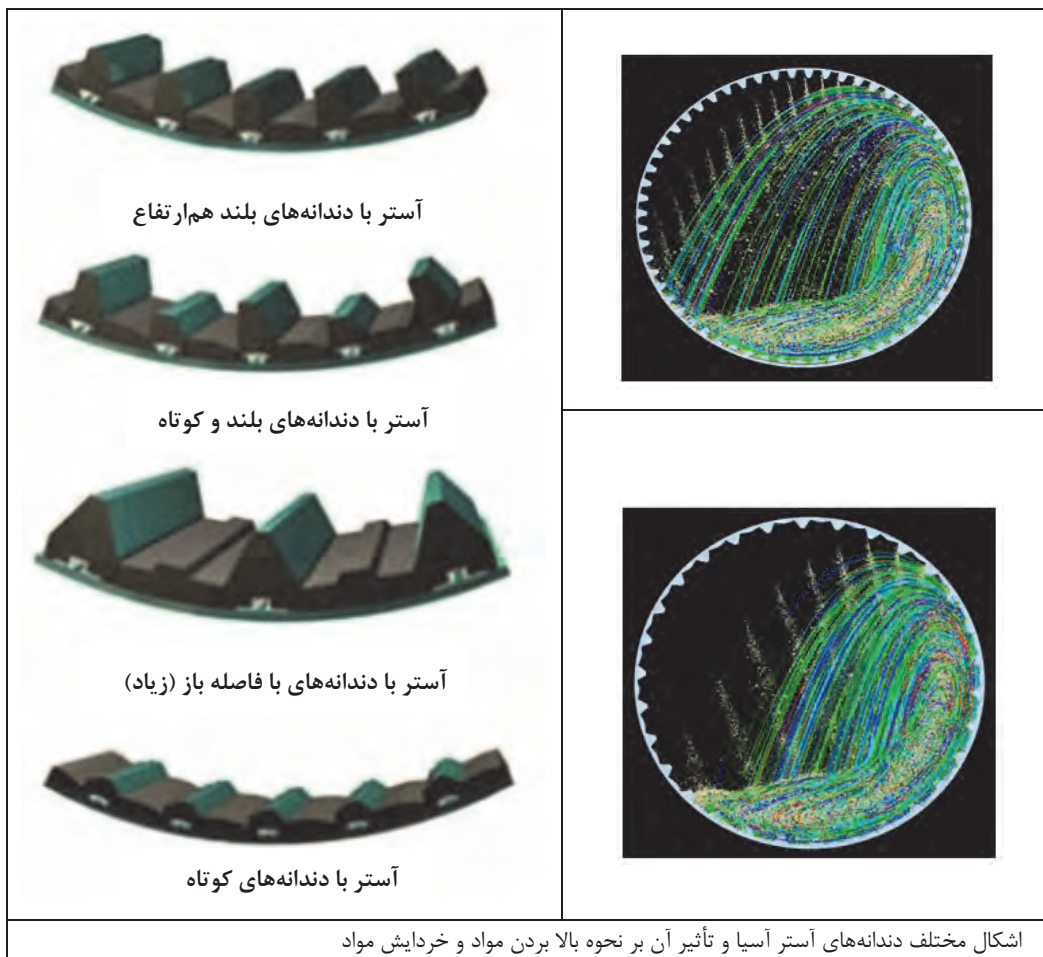 آستر با دندانه‌های بلند هم‌ارتفاع
آستر با دندانه‌های بلند و کوتاه
آستر با دندانه‌های با فاصله باز (زیاد)
آستر با دندانه‌های کوتاه
اشکال مختلف دندانه‌های آستر آسیا و تأثیر آن بر نحوه بالا بردن مواد و خردایش مواد